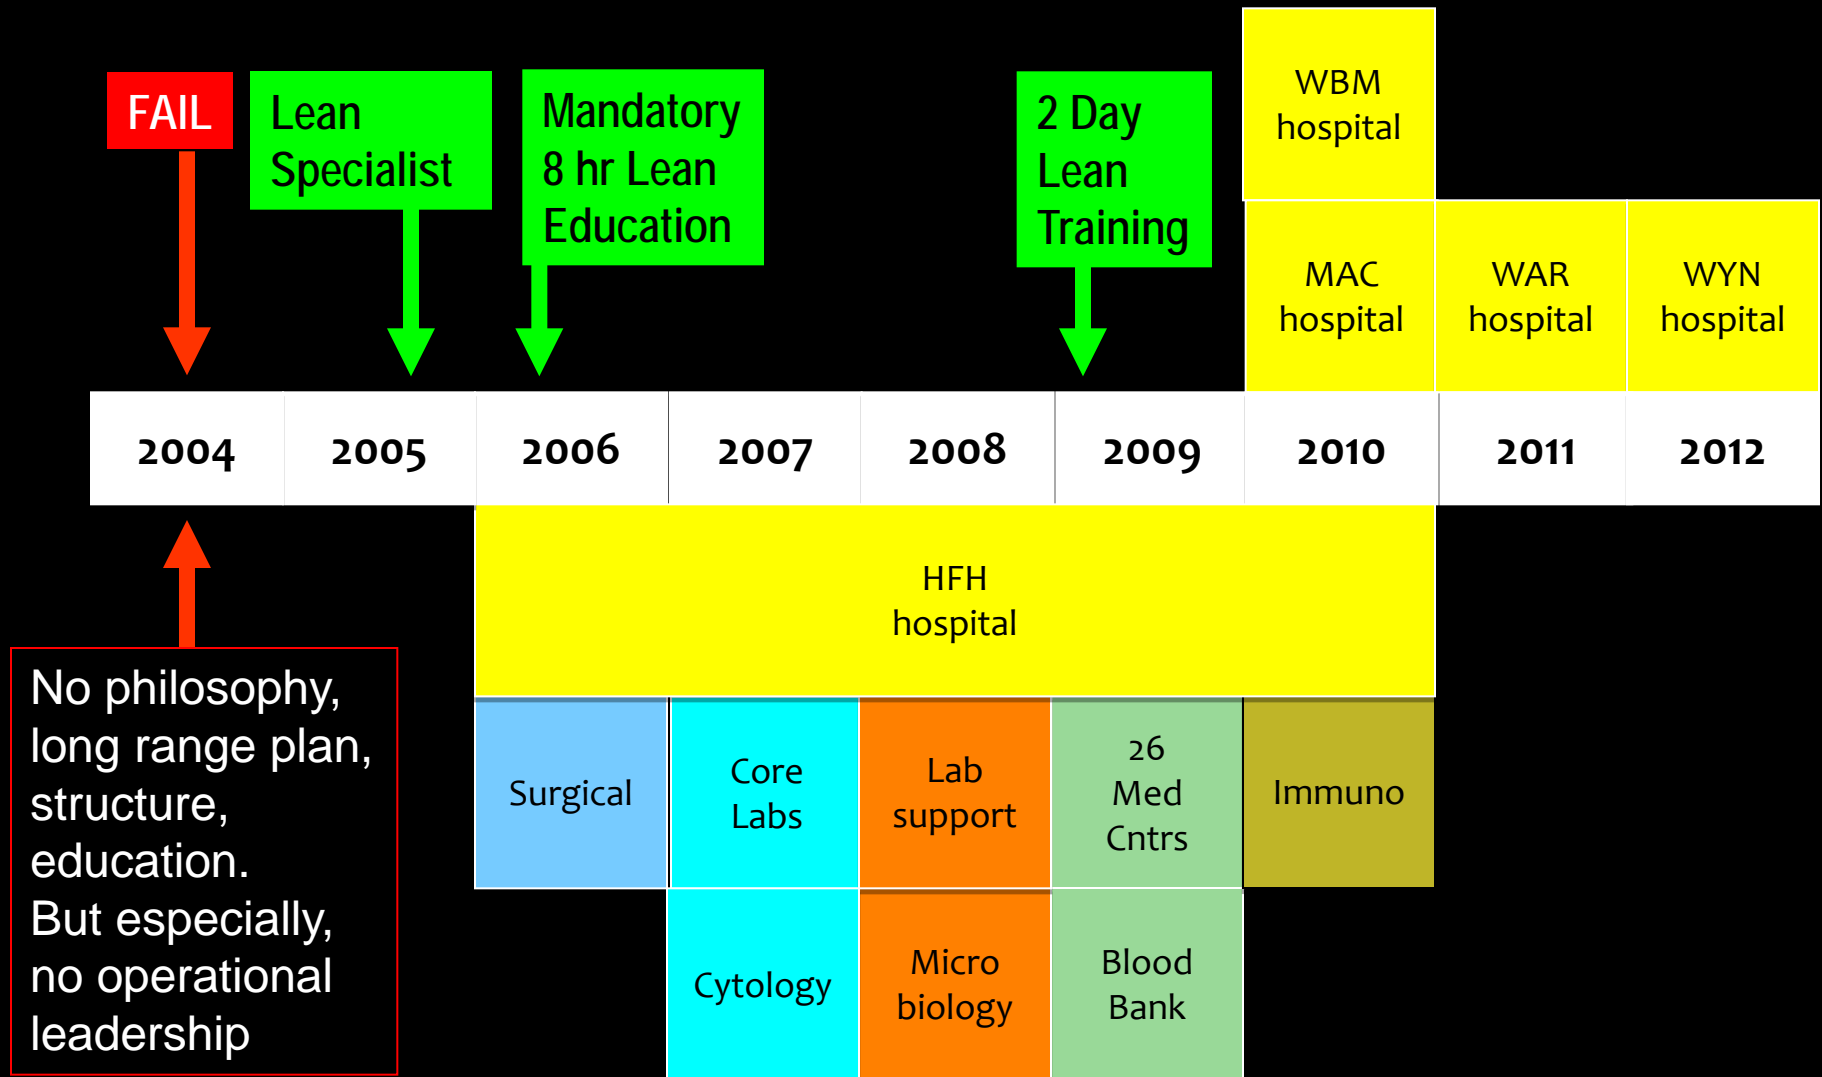 FAIL
Lean
Specialist
Mandatory
8 hr Lean
Education
2 Day
Lean
Training
WBM
hospital
MAC
hospital
WAR
hospital
WYN
hospital
2004
2005
2006
2007
2008
2009
2010
2011
2012
HFH
hospital
No philosophy,
long range plan,
structure,
education.
But especially,
no operational
leadership
Surgical
Core
Labs
Lab
support
26
Med
Cntrs
Immuno
Cytology
Micro
biology
Blood
Bank